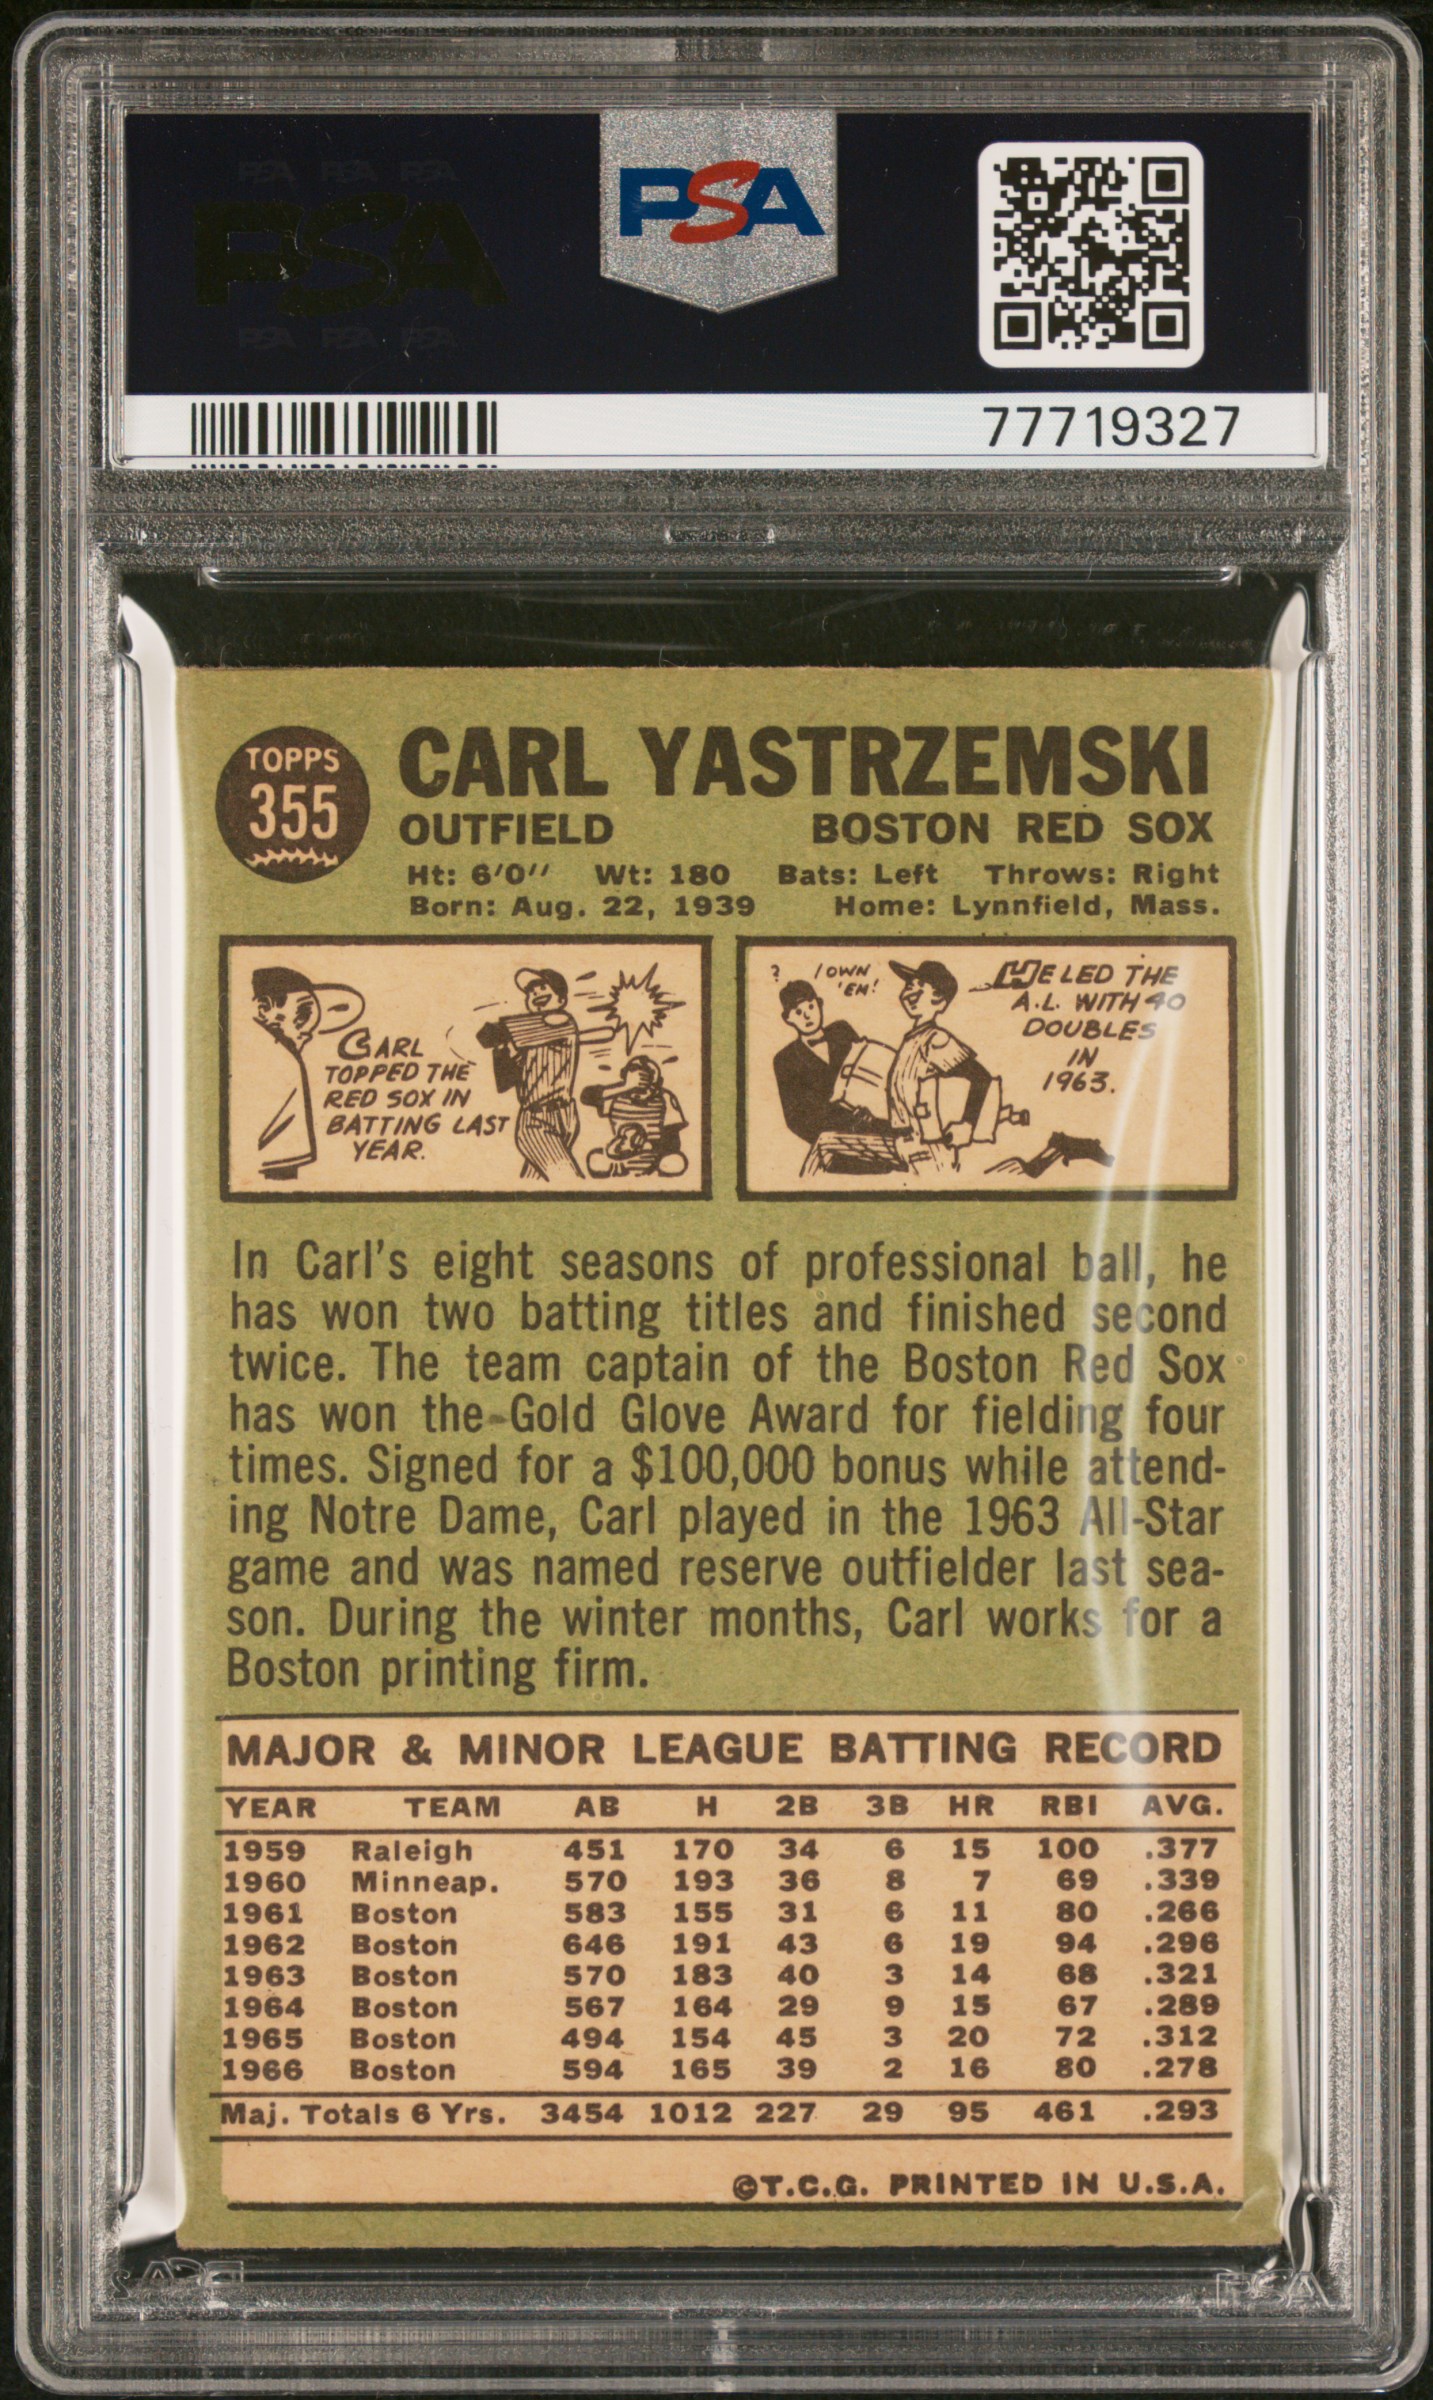 PSA PSA PSA
PSA
PSA PSA PSA
PSA
77719327
TOPPS
355
CARL YASTRZEMSKI
OUTFIELD BOSTON RED SOX
Ht: 6'0'' Wt: 180 Bats: Left Throws: Right
Born: Aug. 22, 1939 Home: Lynnfield, Mass.
CARL
TOPPED THE
RED SOX IN
BATTING LAST
YEAR.
?
I OWN
'EM!
HE LED THE
A.L. WITH 40
DOUBLES
IN
1963.
In Carl's eight seasons of professional ball, he
has won two batting titles and finished second
twice. The team captain of the Boston Red Sox
has won the Gold Glove Award for fielding four
times. Signed for a $100,000 bonus while attend-
ing Notre Dame, Carl played in the 1963 All-Star
game and was named reserve outfielder last sea-
son. During the winter months, Carl works for a
Boston printing firm.
MAJOR & MINOR LEAGUE BATTING RECORD
YEAR TEAM AB H 2B 3B HR RBI AVG.
1959 Raleigh 451 170 34 6 15 100 .377
1960 Minneap. 570 193 36 8 7 69 .339
1961 Boston 583 155 31 6 11 80 .266
1962 Boston 646 191 43 6 19 94 .296
1963 Boston 570 183 40 3 14 68 .321
1964 Boston 567 164 29 9 15 67 .289
1965 Boston 494 154 45 3 20 72 .312
1966 Boston 594 165 39 2 16 80 .278
Maj. Totals 6 Yrs. 3454 1012 227 29 95 461 .293
©T.C.G. PRINTED IN U.S.A.
PSA PSA